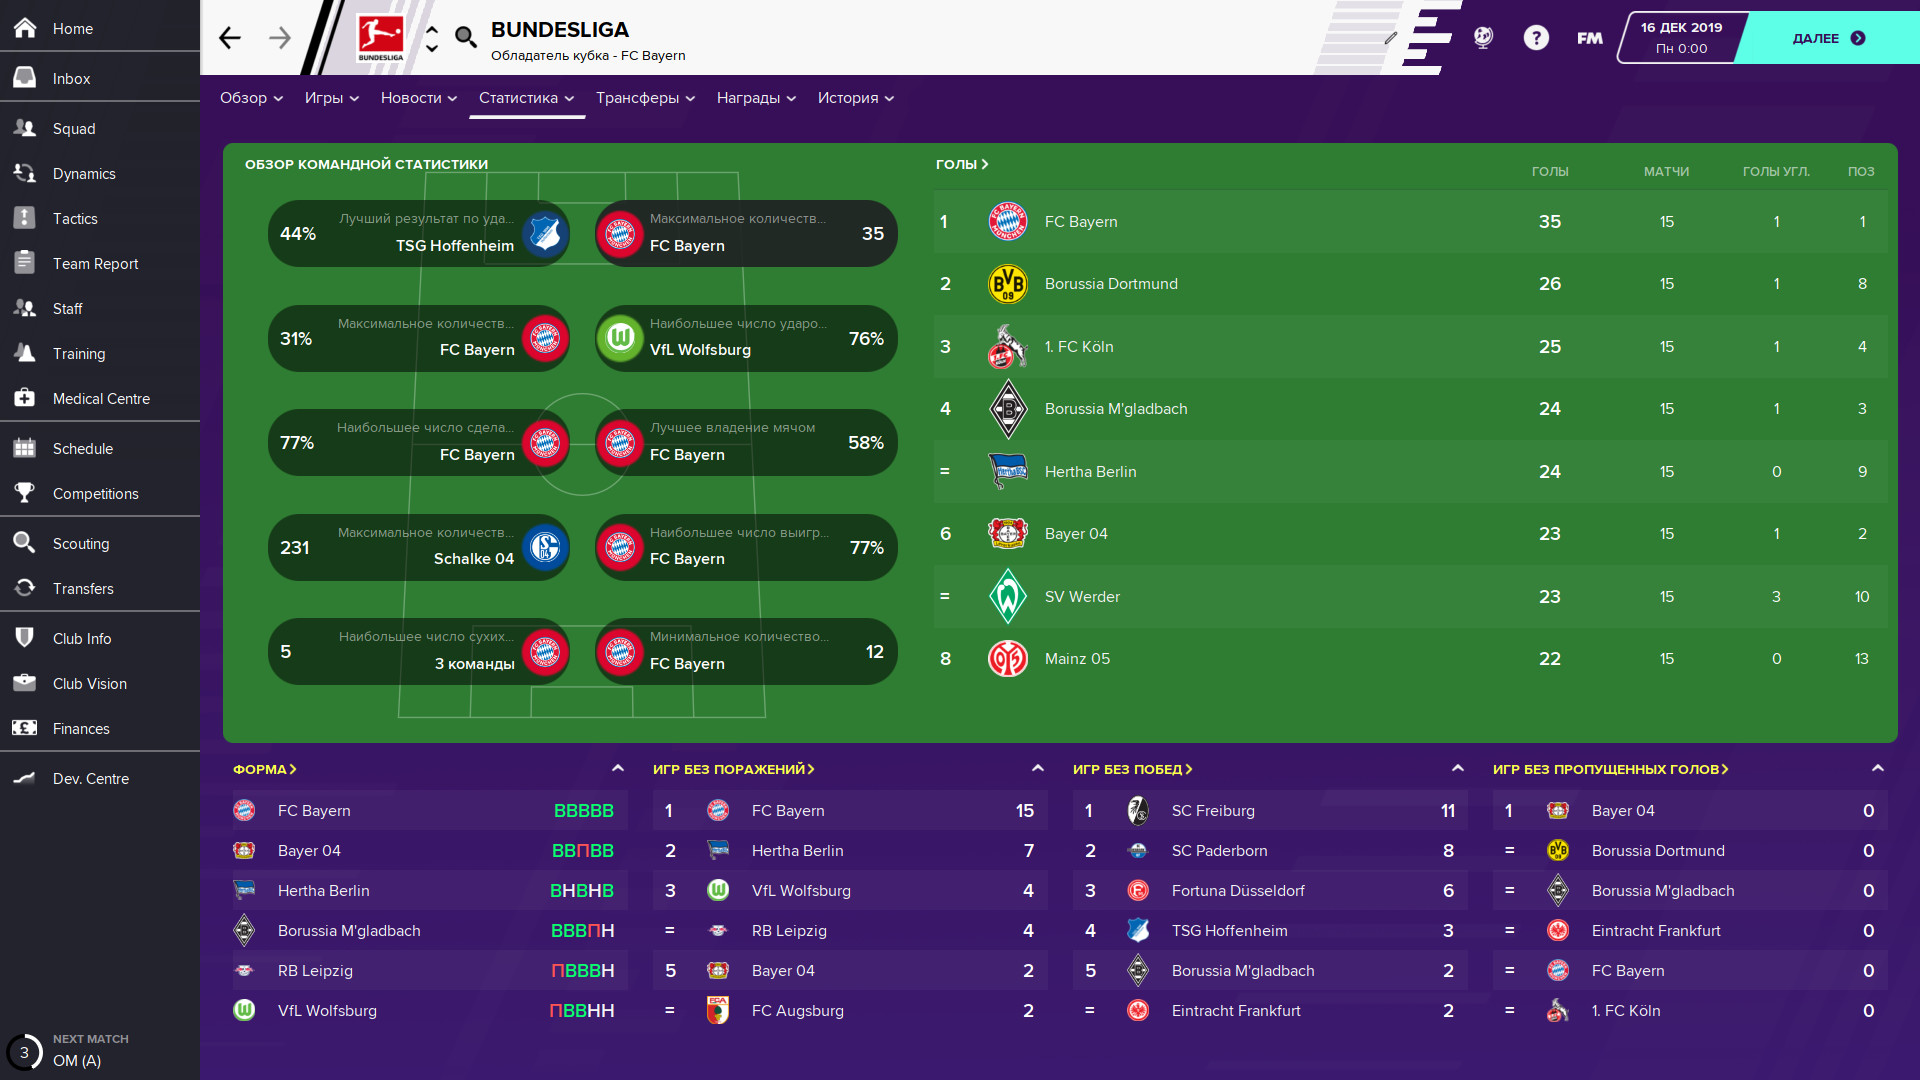 Home
Inbox
Squad
Dynamics
Tactics
Team Report
Staff
Training
Medical Centre
Schedule
Competitions
Scouting
Transfers
Club Info
Club Vision
Finances
Dev. Centre
3
NEXT MATCH
OM (A)
BUNDESLIGA
BUNDESLIGA
Обладатель кубка - FC Bayern
?
FM
16 ДЕК 2019
Пн 0:00
ДАЛЕЕ
Обзор Игры Новости Статистика Трансферы Награды История
ОБЗОР КОМАНДНОЙ СТАТИСТИКИ
44% Лучший результат по уда... TSG Hoffenheim
Максимальное количеств... FC Bayern 35
31% Максимальное количеств... FC Bayern
Наибольшее число ударо... VfL Wolfsburg 76%
77% Наибольшее число сдела... FC Bayern
Лучшее владение мячом FC Bayern 58%
231 Максимальное количеств... Schalke 04
Наибольшее число выигр... FC Bayern 77%
5 Наибольшее число сухих... 3 команды
Минимальное количество... FC Bayern 12
ГОЛЫ ГОЛЫ МАТЧИ ГОЛЫ УГЛ. ПОЗ
1 FC Bayern 35 15 1 1
2 Borussia Dortmund 26 15 1 8
3 1. FC Köln 25 15 1 4
4 Borussia M'gladbach 24 15 1 3
= Hertha Berlin 24 15 0 9
6 Bayer 04 23 15 1 2
= SV Werder 23 15 3 10
8 Mainz 05 22 15 0 13
ФОРМА
FC Bayern ВВВВВ
Bayer 04 ВВПВВ
Hertha Berlin ВНВНВ
Borussia M'gladbach ВВВПН
RB Leipzig ПВВВН
VfL Wolfsburg ПВВНН
ИГР БЕЗ ПОРАЖЕНИЙ
1 FC Bayern 15
2 Hertha Berlin 7
3 VfL Wolfsburg 4
= RB Leipzig 4
5 Bayer 04 2
= FC Augsburg 2
ИГР БЕЗ ПОБЕД
1 SC Freiburg 11
2 SC Paderborn 8
3 Fortuna Düsseldorf 6
4 TSG Hoffenheim 3
5 Borussia M'gladbach 2
= Eintracht Frankfurt 2
ИГР БЕЗ ПРОПУЩЕННЫХ ГОЛОВ
1 Bayer 04 0
= Borussia Dortmund 0
= Borussia M'gladbach 0
= Eintracht Frankfurt 0
= FC Bayern 0
= 1. FC Köln 0